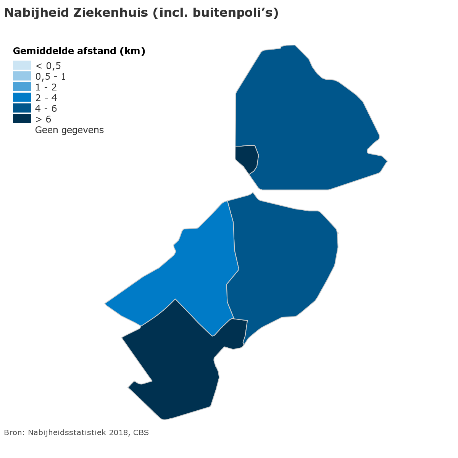 Nabijheid Ziekenhuis (incl. buitenpoli’s)
Gemiddelde afstand (km)
< 0,5
0,5 - 1
1 - 2
2 - 4
4 - 6
> 6
Geen gegevens
Bron: Nabijheidsstatistiek 2018, CBS